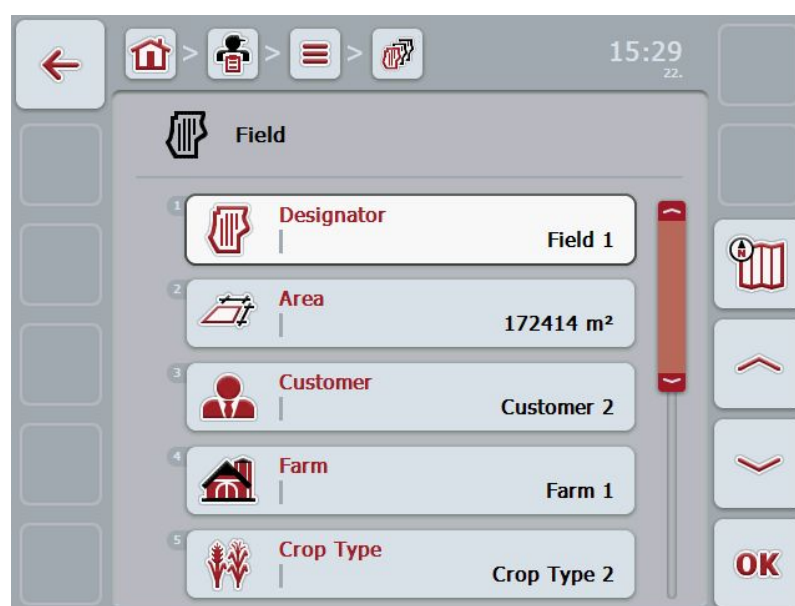 > > >
15:29
22.
Field
1
Designator
Field 1
2
Area
172414 m²
3
Customer
Customer 2
4
Farm
Farm 1
5
Crop Type
Crop Type 2
N
OK